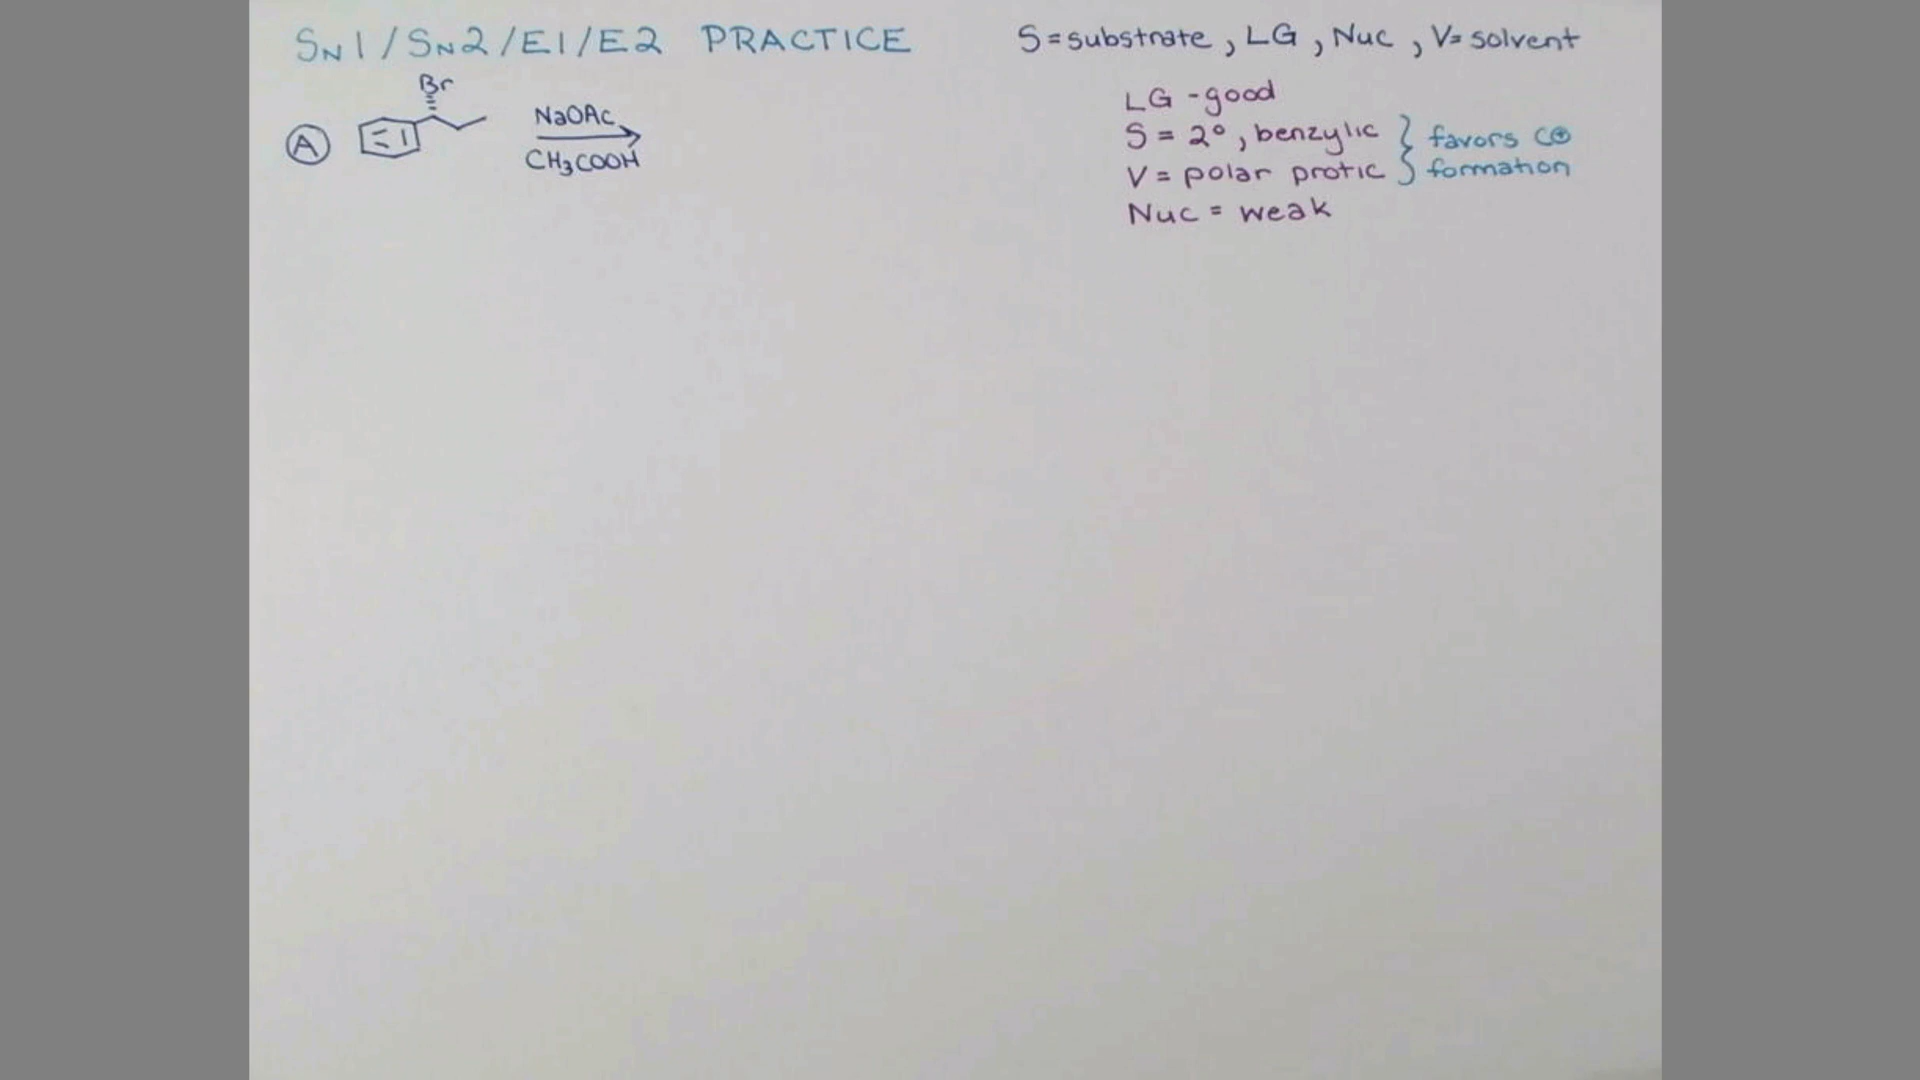 SN1/SN2/E1/E2 PRACTICE
S=substrate, LG, Nuc, V=solvent
Br
A
NaOAc
CH3COOH
LG - good
S = 2°, benzylic
V = polar protic
Nuc = weak
favors C⊕
formation